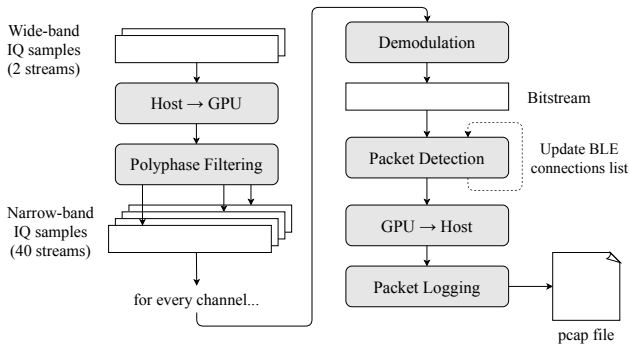 Wide-band
IQ samples
(2 streams)
Host → GPU
Polyphase Filtering
Narrow-band
IQ samples
(40 streams)
for every channel...
Demodulation
Bitstream
Packet Detection
Update BLE
connections list
GPU → Host
Packet Logging
pcap file